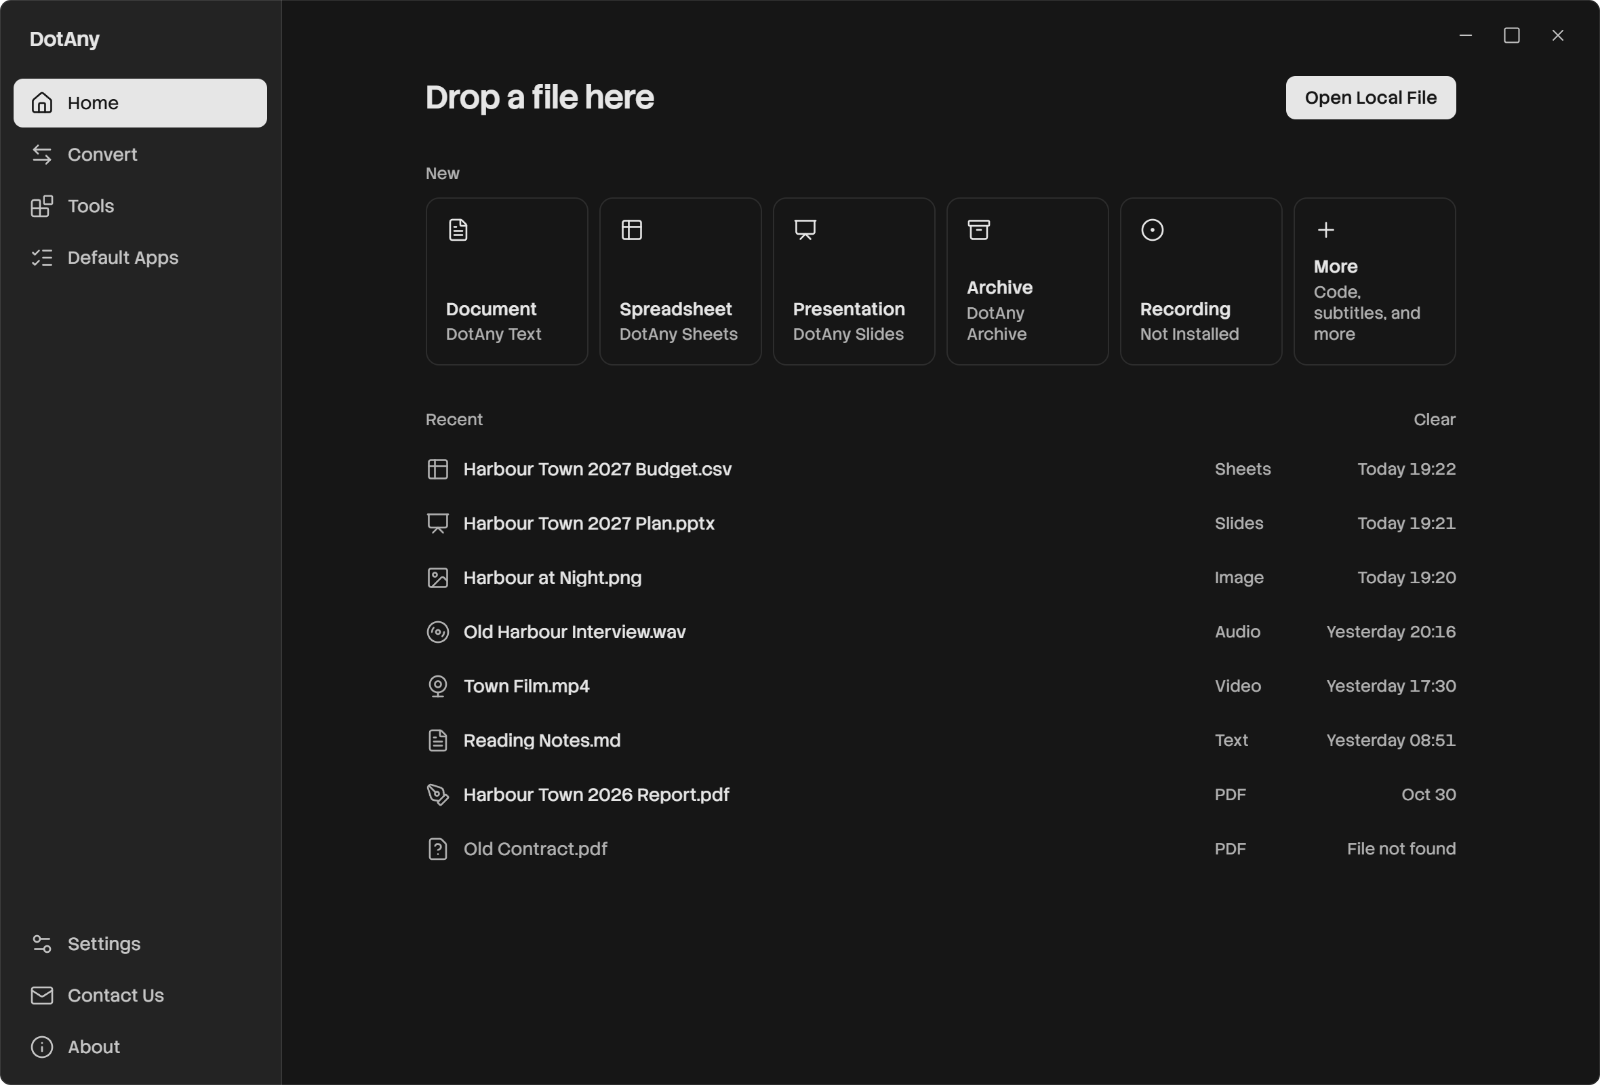 DotAny
Home
Convert
Tools
Default Apps
Settings
Contact Us
About
Drop a file here
Open Local File
New
Document
DotAny Text
Spreadsheet
DotAny Sheets
Presentation
DotAny Slides
Archive
DotAny
Archive
Recording
Not Installed
More
Code,
subtitles, and
more
Recent Clear
Harbour Town 2027 Budget.csv Sheets Today 19:22
Harbour Town 2027 Plan.pptx Slides Today 19:21
Harbour at Night.png Image Today 19:20
Old Harbour Interview.wav Audio Yesterday 20:16
Town Film.mp4 Video Yesterday 17:30
Reading Notes.md Text Yesterday 08:51
Harbour Town 2026 Report.pdf PDF Oct 30
Old Contract.pdf PDF File not found